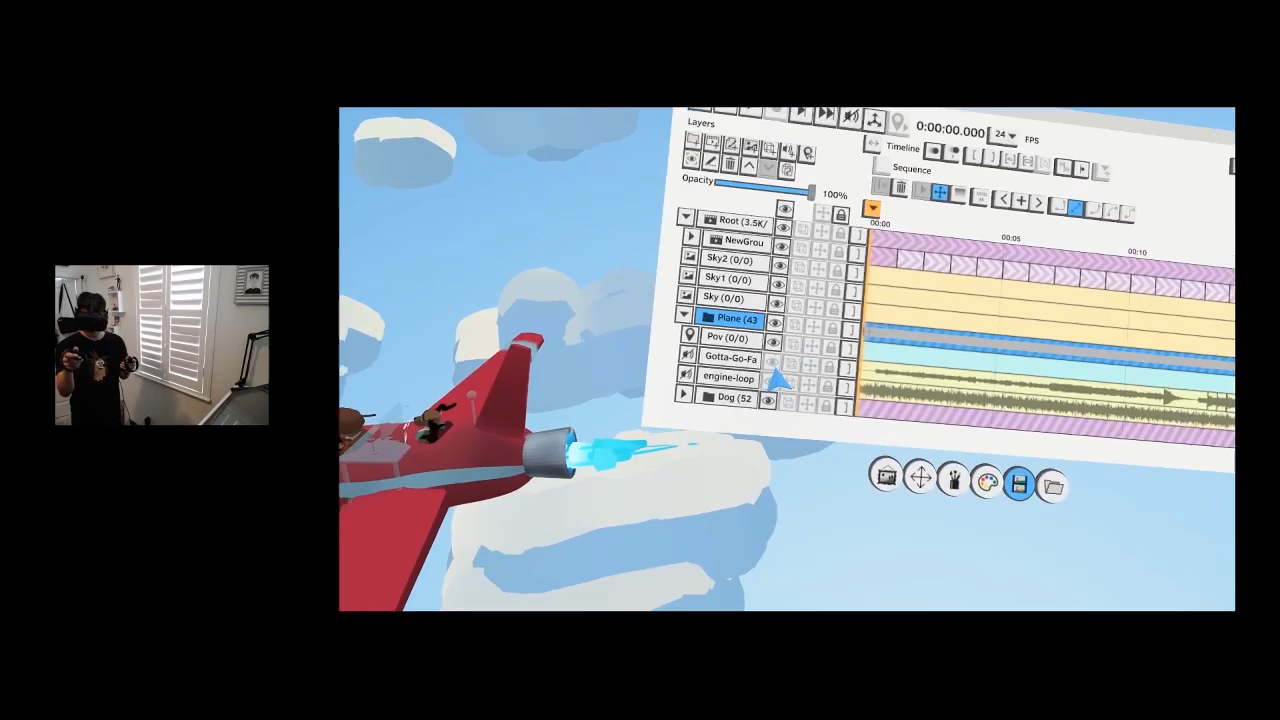 Layers
0:00:00.000
24
FPS
Timeline
Sequence
Opacity
100%
00:00
00:05
00:10
Root (3.5K/
NewGrou
Sky2 (0/0)
Sky1 (0/0)
Sky (0/0)
Plane (43
Pov (0/0)
Gotta-Go-Fa
engine-loop
Dog (52